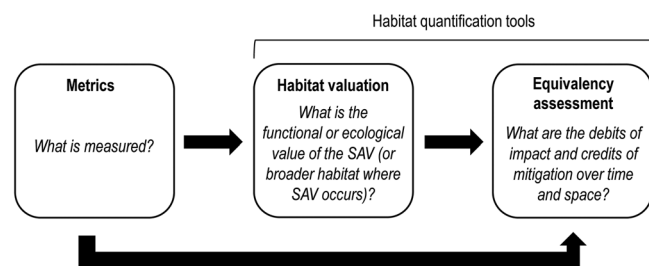 Habitat quantification tools
Metrics
What is measured?
Habitat valuation
What is the
functional or ecological
value of the SAV (or
broader habitat where
SAV occurs)?
Equivalency
assessment
What are the debits of
impact and credits of
mitigation over time
and space?